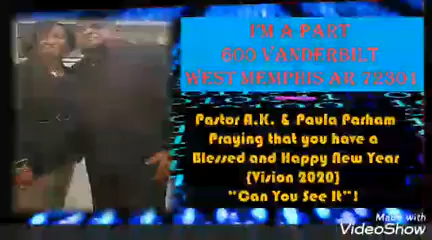 I'M A PART
600 VANDERBILT
WEST MEMPHIS AR 72301
Pastor A.K. & Paula Parham
Praying that you have a
Blessed and Happy New Year
{Vision 2020}
"Can You See It"!
Made with
VideoShow